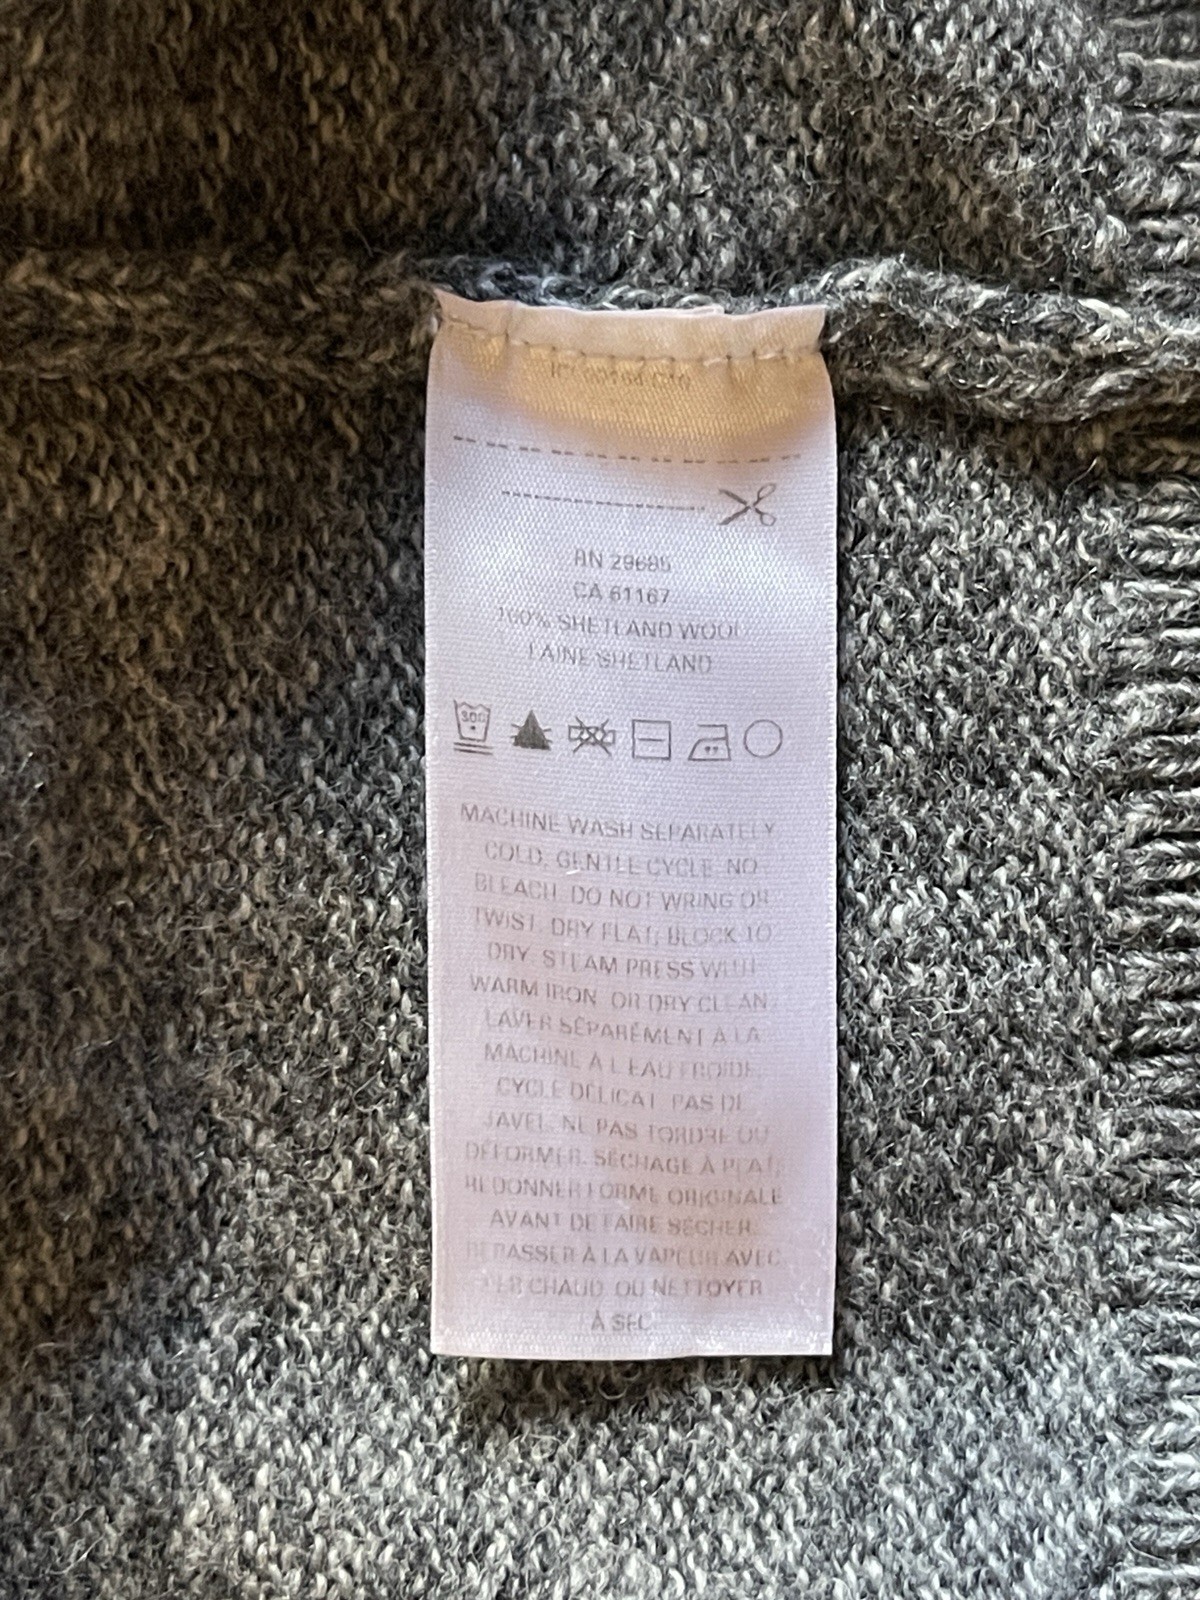 RN 29685
CA 61167
100% SHETLAND WOOL
LAINE SHETLAND
30C
MACHINE WASH SEPARATELY
COLD, GENTLE CYCLE, NO
BLEACH. DO NOT WRING OR
TWIST. DRY FLAT; BLOCK TO
DRY. STEAM PRESS WITH
WARM IRON OR DRY CLEAN.
LAVER SÉPARÉMENT À LA
MACHINE À L'EAU FROIDE,
CYCLE DÉLICAT PAS DE
JAVEL. NE PAS TORDRE OU
DÉFORMER. SÉCHAGE À PLAT;
REDONNER FORME ORIGINALE
AVANT DE FAIRE SÉCHER.
REPASSER À LA VAPEUR AVEC
FER CHAUD OU NETTOYER
À SEC.